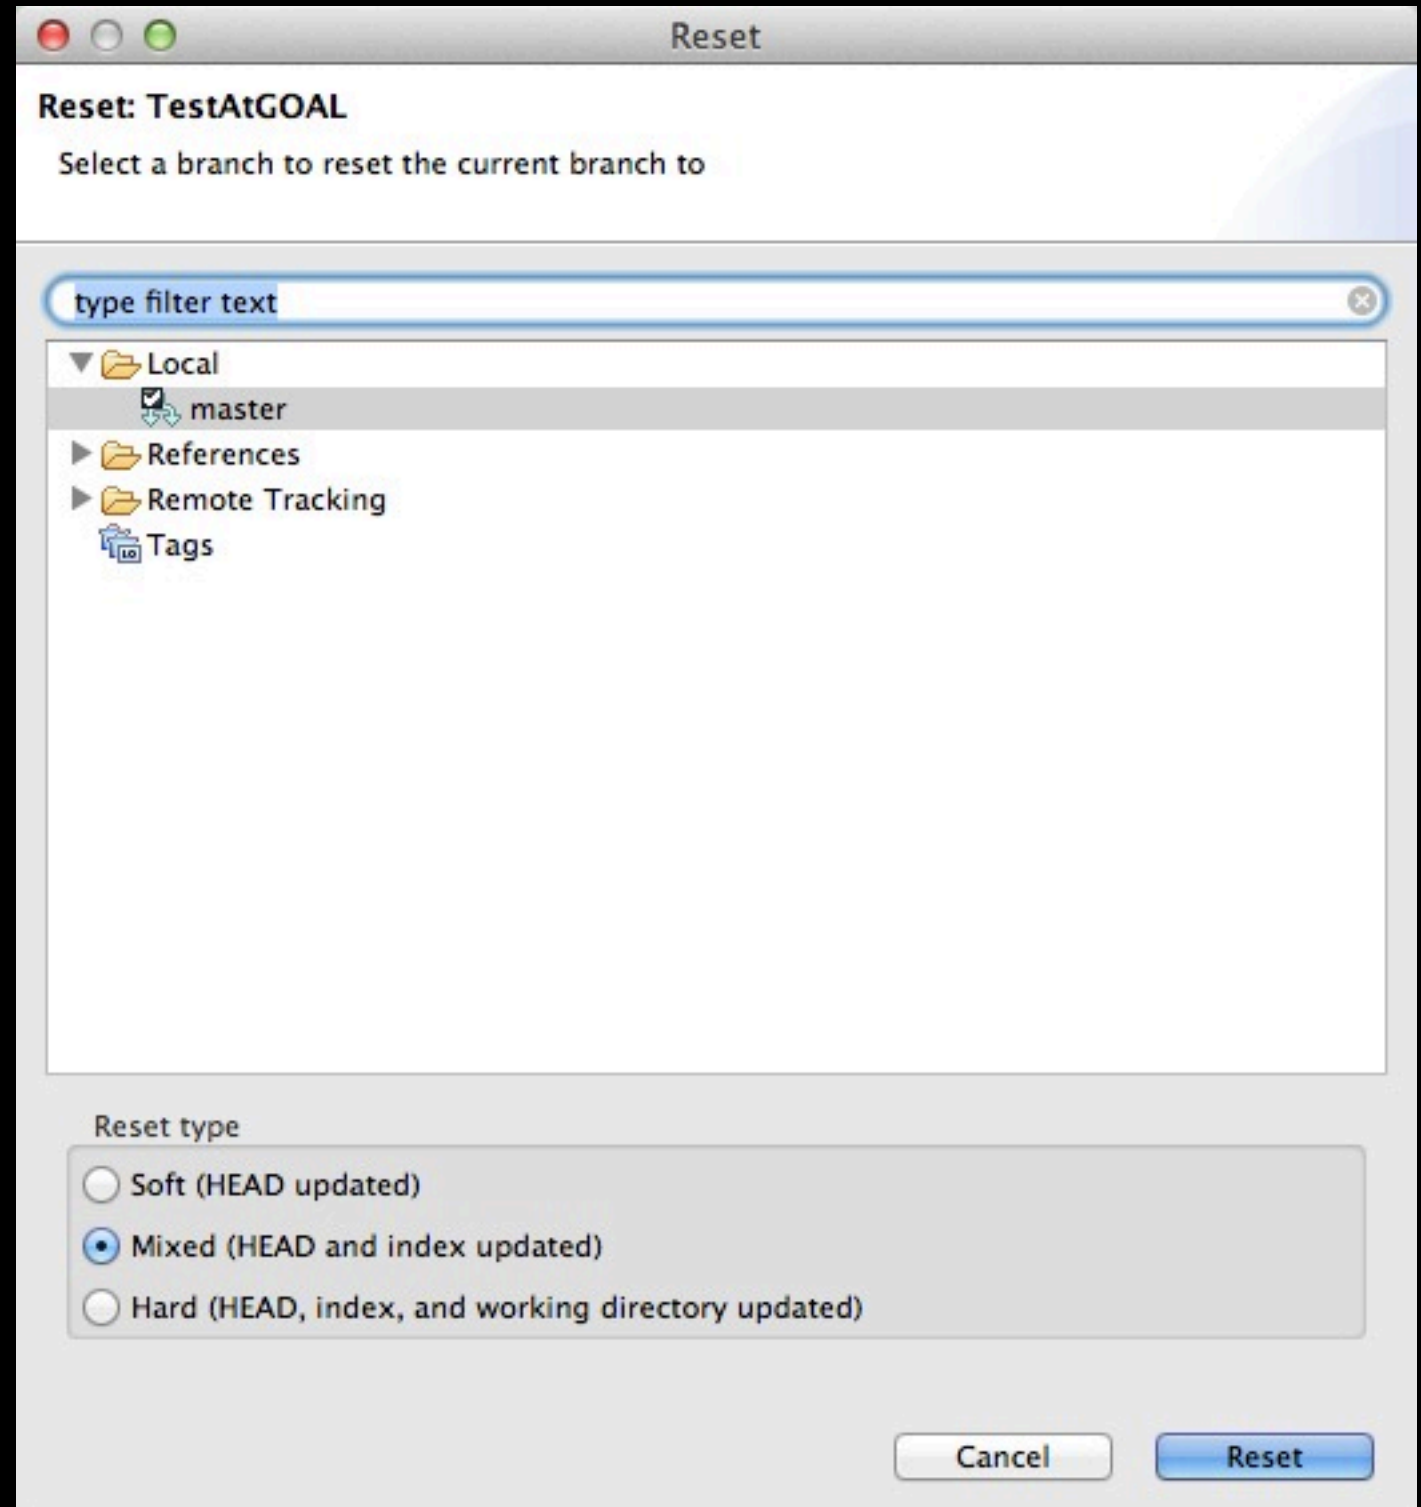 Reset
Reset: TestAtGOAL
Select a branch to reset the current branch to
type filter text
Local
master
References
Remote Tracking
Tags
Reset type
Soft (HEAD updated)
Mixed (HEAD and index updated)
Hard (HEAD, index, and working directory updated)
Cancel Reset